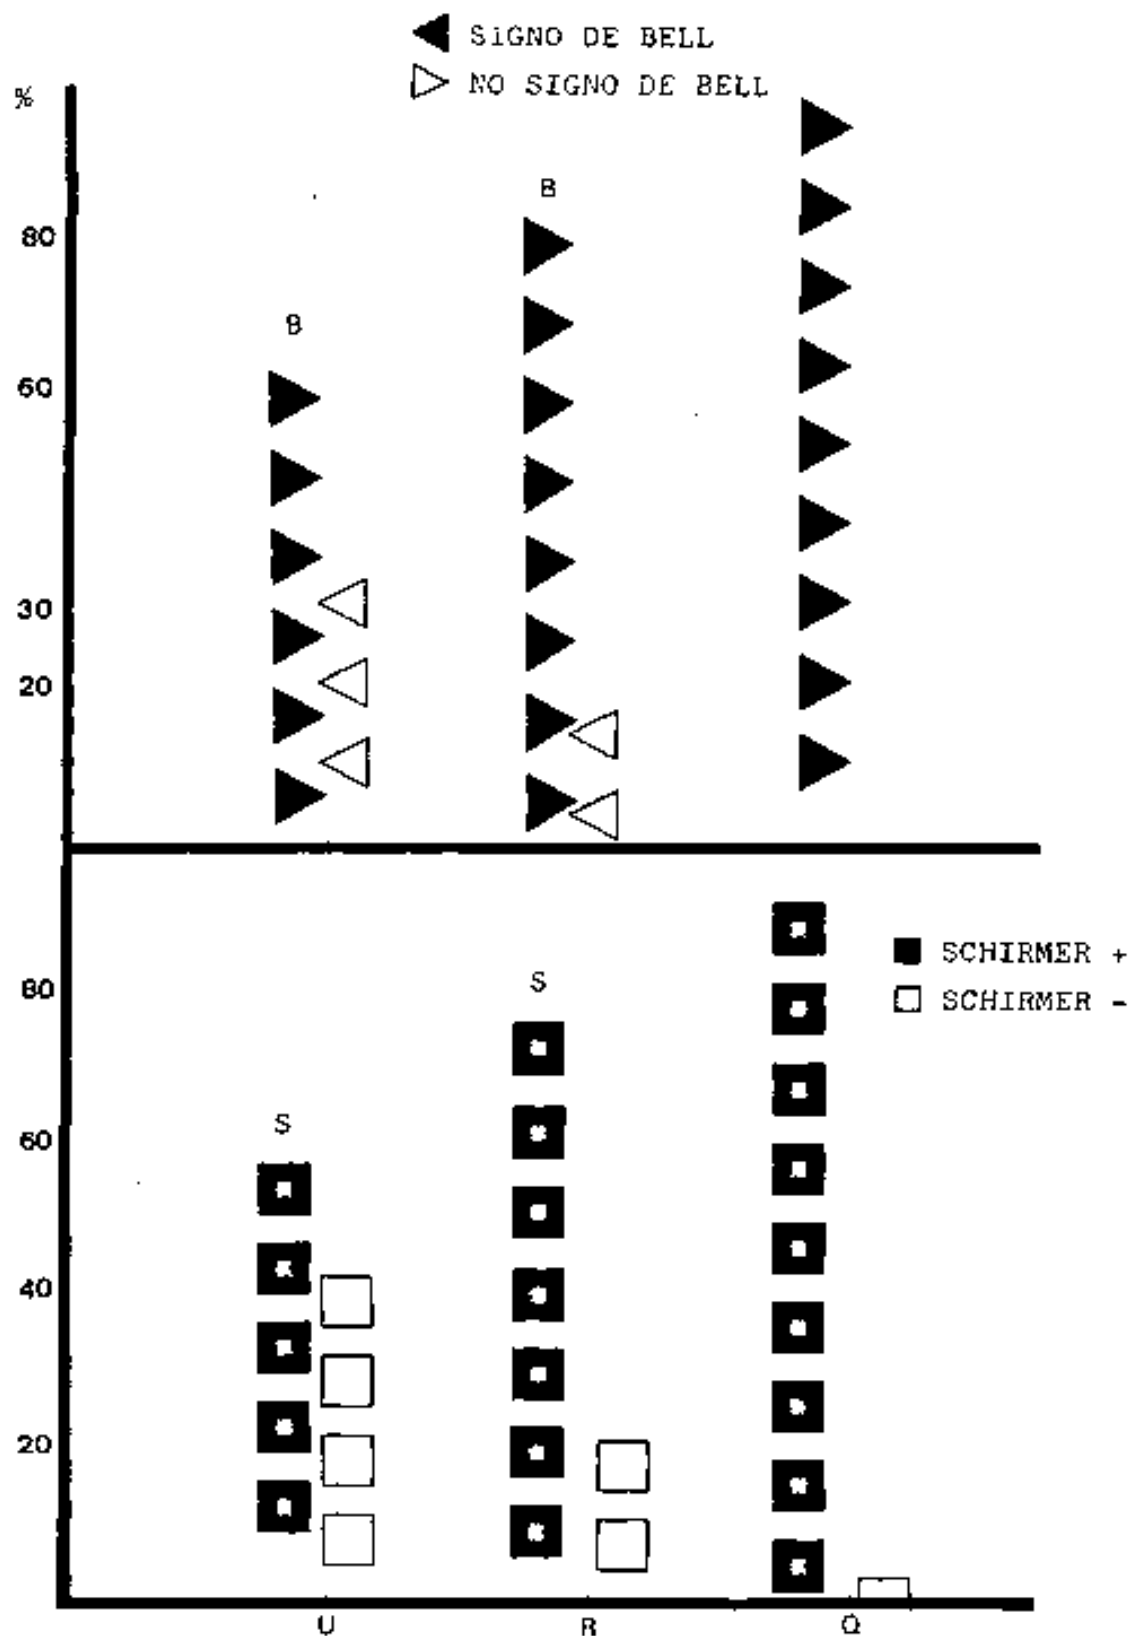 SIGNO DE BELL
NO SIGNO DE BELL
%
B
80
B
60
30
20
SCHIRMER +
80
S
SCHIRMER -
S
60
40
20
U
R
Q